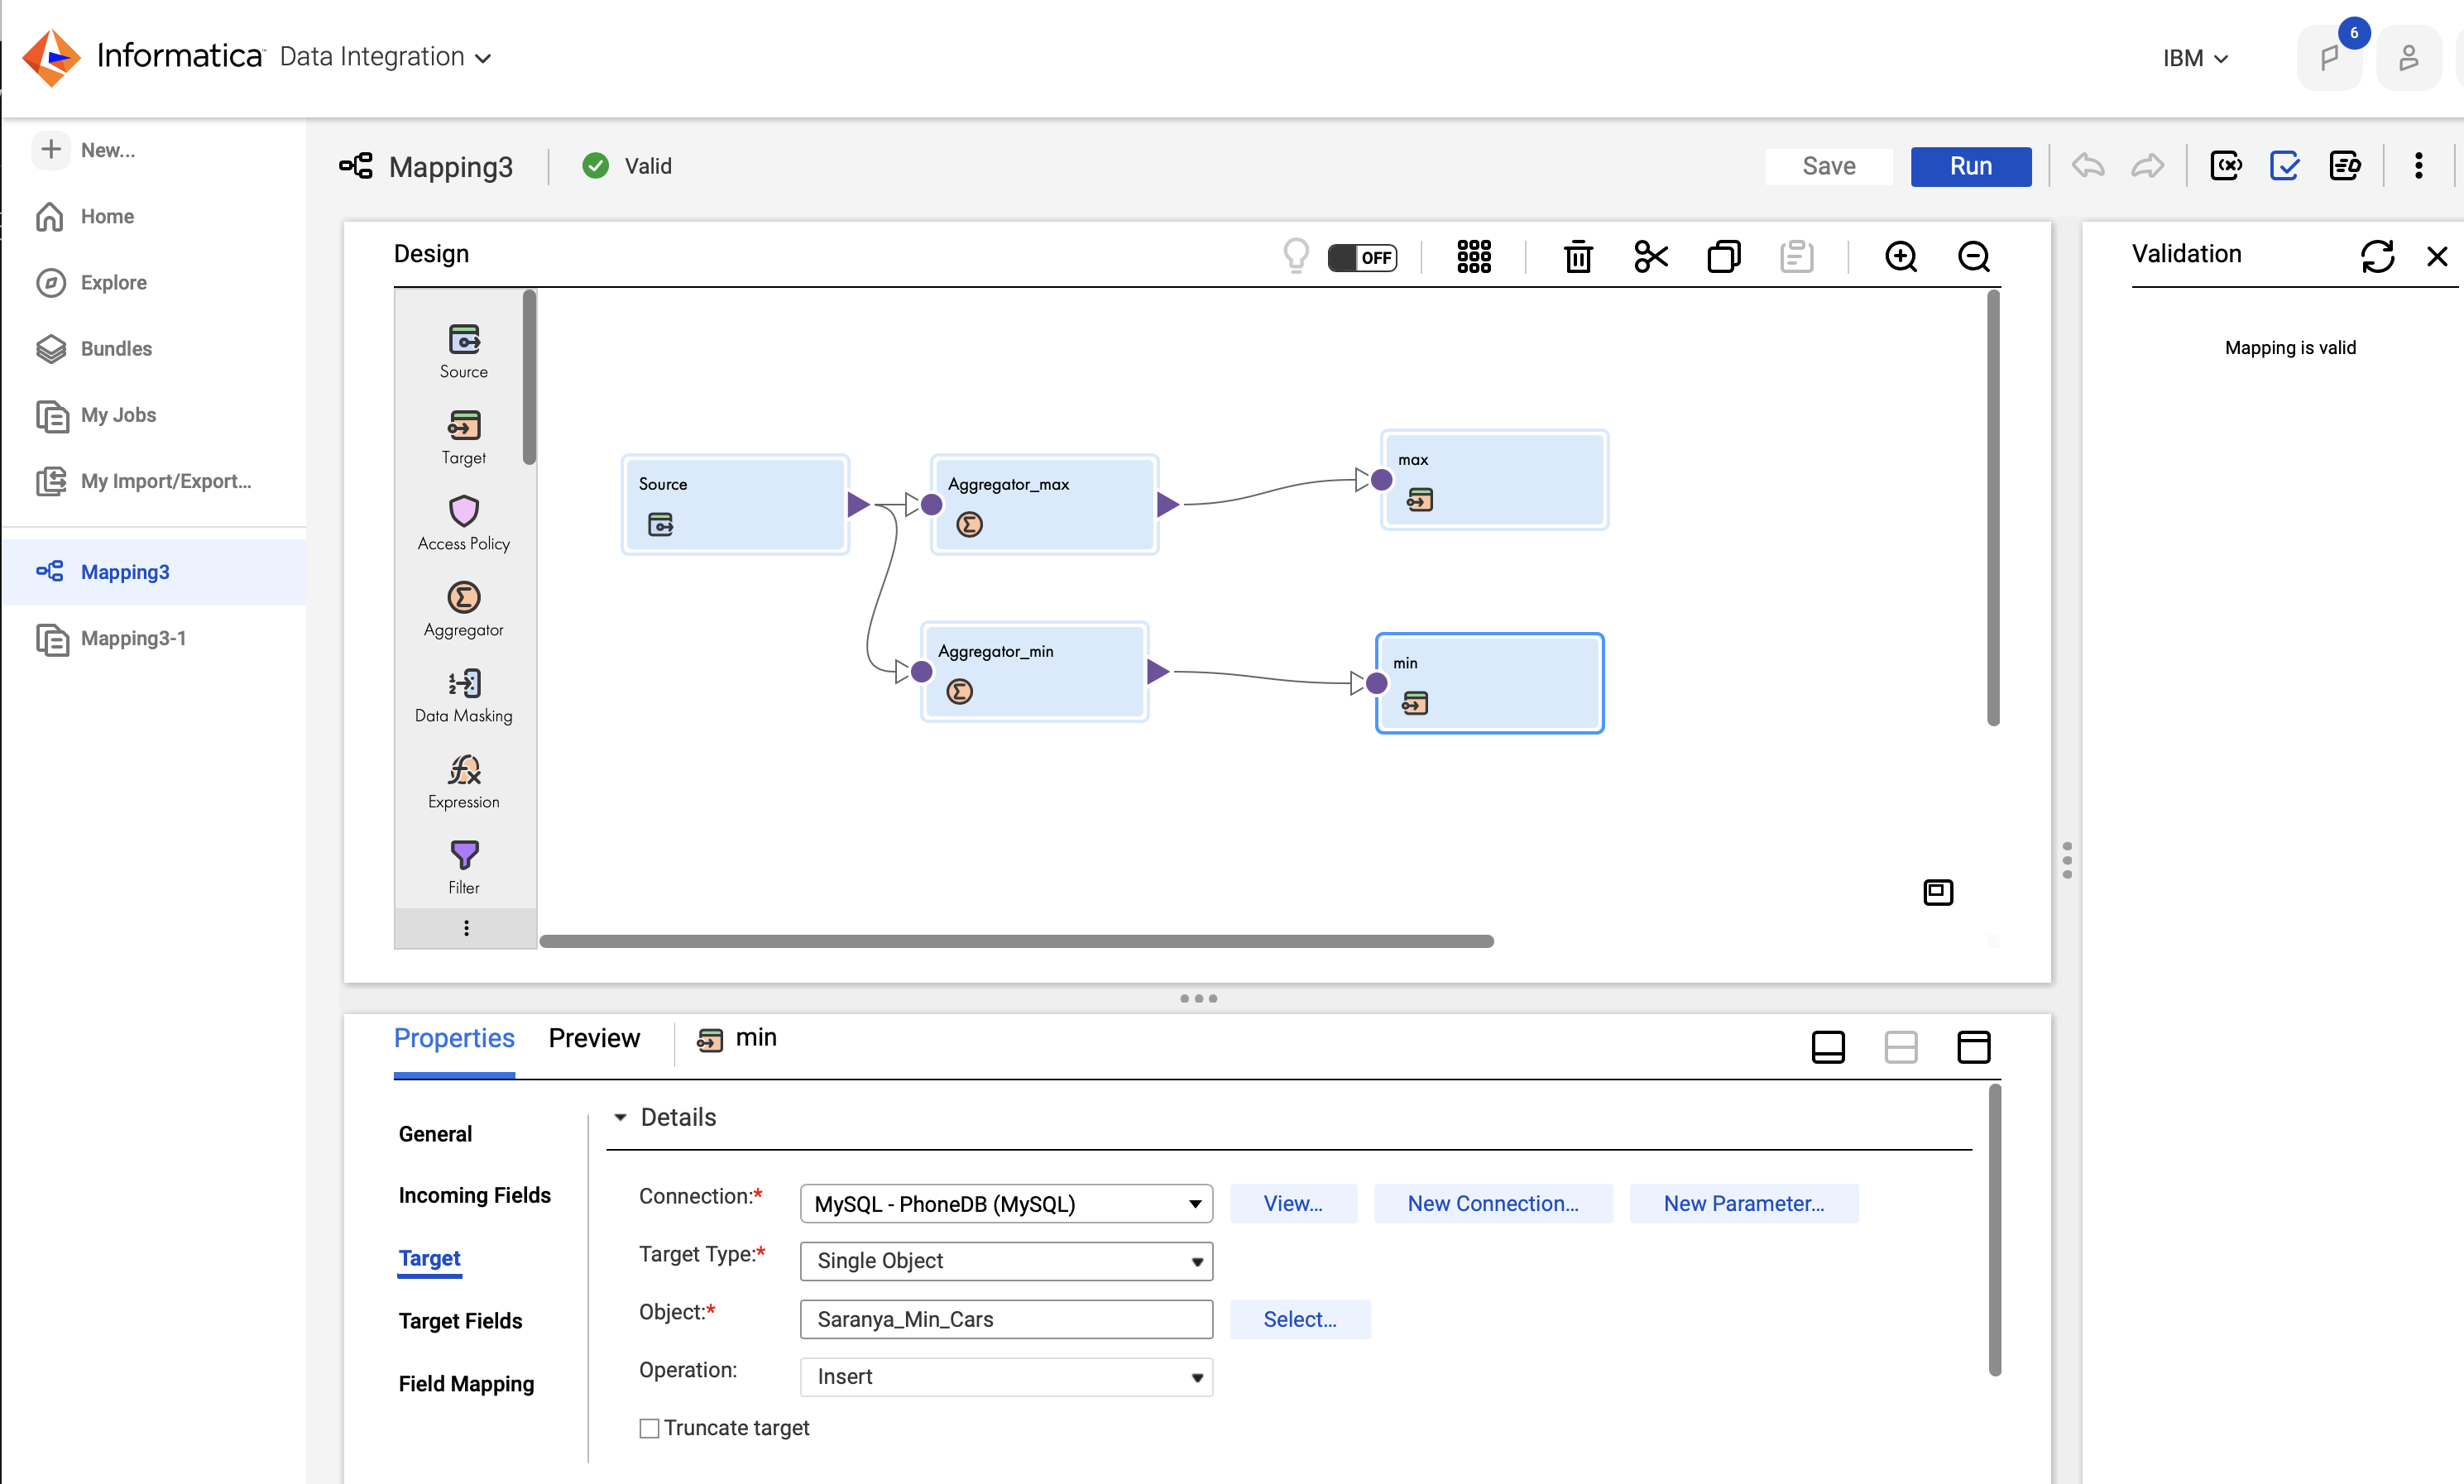 Informatica Data Integration
IBM
6
New...
Home
Explore
Bundles
My Jobs
My Import/Export...
Mapping3
Mapping3-1
Mapping3
Valid
Save
Run
Design
OFF
Source
Target
Access Policy
Aggregator
Data Masking
Expression
Filter
Source
Aggregator_max
max
Aggregator_min
min
Validation
Mapping is valid
Properties
Preview
min
General
Incoming Fields
Target
Target Fields
Field Mapping
Details
Connection:* MySQL - PhoneDB (MySQL) View... New Connection... New Parameter...
Target Type:* Single Object
Object:* Saranya_Min_Cars Select...
Operation: Insert
Truncate target